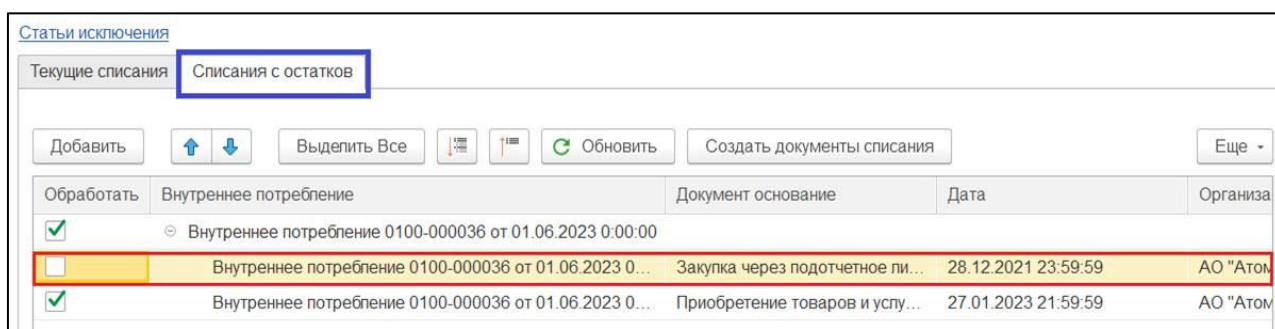 Статьи исключения
Текущие списания Списания с остатков
Добавить Выделить Все Обновить Создать документы списания Еще
Обработать Внутреннее потребление Документ основание Дата Организа
Внутреннее потребление 0100-000036 от 01.06.2023 0:00:00
Внутреннее потребление 0100-000036 от 01.06.2023 0... Закупка через подотчетное ли... 28.12.2021 23:59:59 АО "Атом
Внутреннее потребление 0100-000036 от 01.06.2023 0... Приобретение товаров и услу... 27.01.2023 21:59:59 АО "Атом